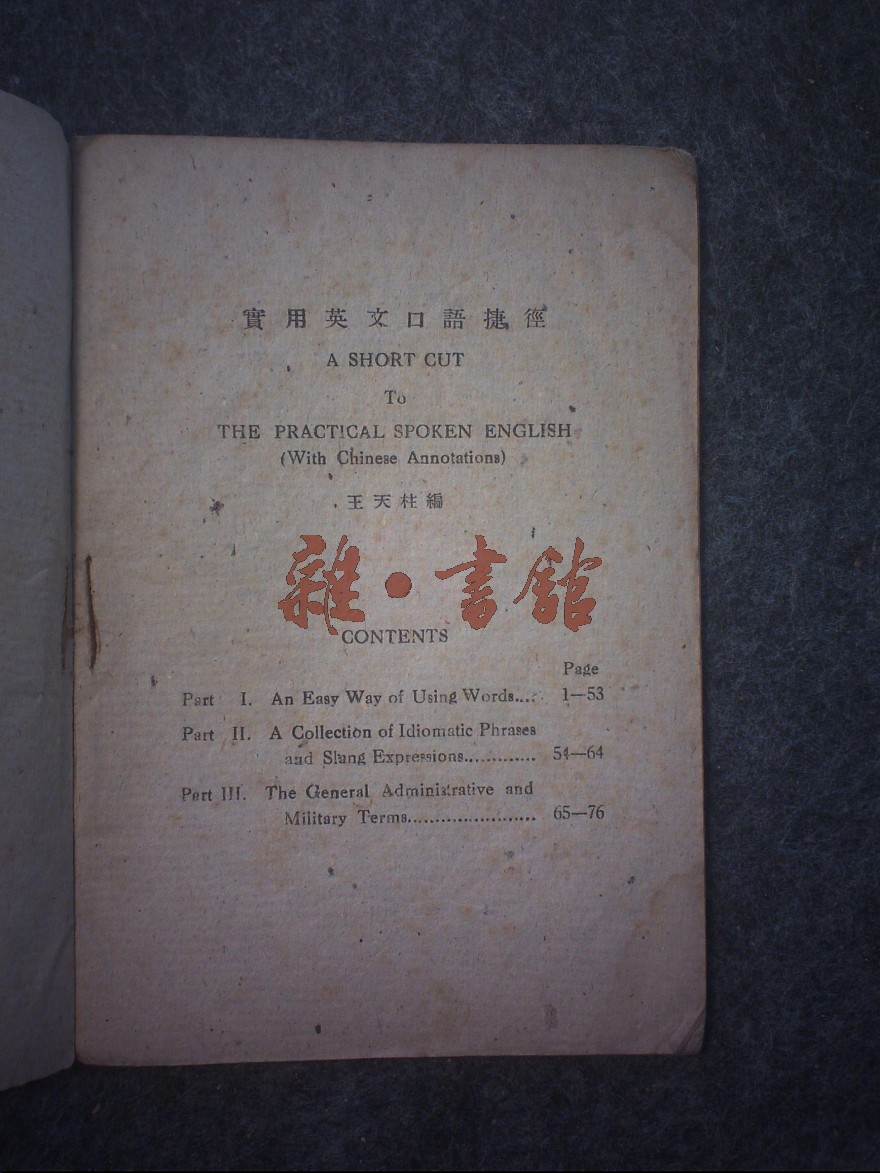 實用英文口語捷徑
A SHORT CUT
To
THE PRACTICAL SPOKEN ENGLISH
(With Chinese Annotations)
王天柱編
雜·書館
CONTENTS
Page
Part I. An Easy Way of Using Words.... 1—53
Part II. A Collection of Idiomatic Phrases
and Slang Expressions............. 54—64
Part III. The General Administrative and
Military Terms....................... 65—76